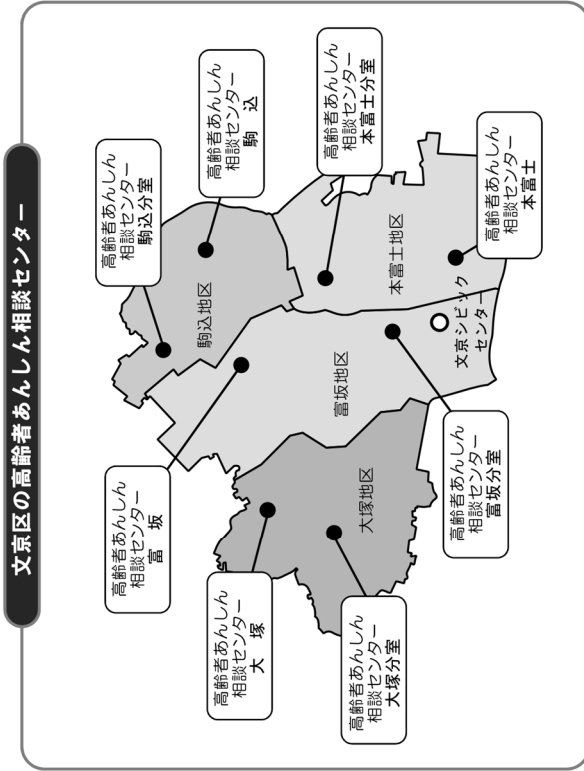 文京区の高齢者あんしん相談センター
高齢者あんしん
相談センター
富　坂
高齢者あんしん
相談センター
駒込分室
高齢者あんしん
相談センター
駒　込
高齢者あんしん
相談センター
大　塚
高齢者あんしん
相談センター
本富士分室
高齢者あんしん
相談センター
大塚分室
高齢者あんしん
相談センター
富坂分室
高齢者あんしん
相談センター
本富士
駒込地区
富坂地区
大塚地区
本富士地区
文京シビック
センター